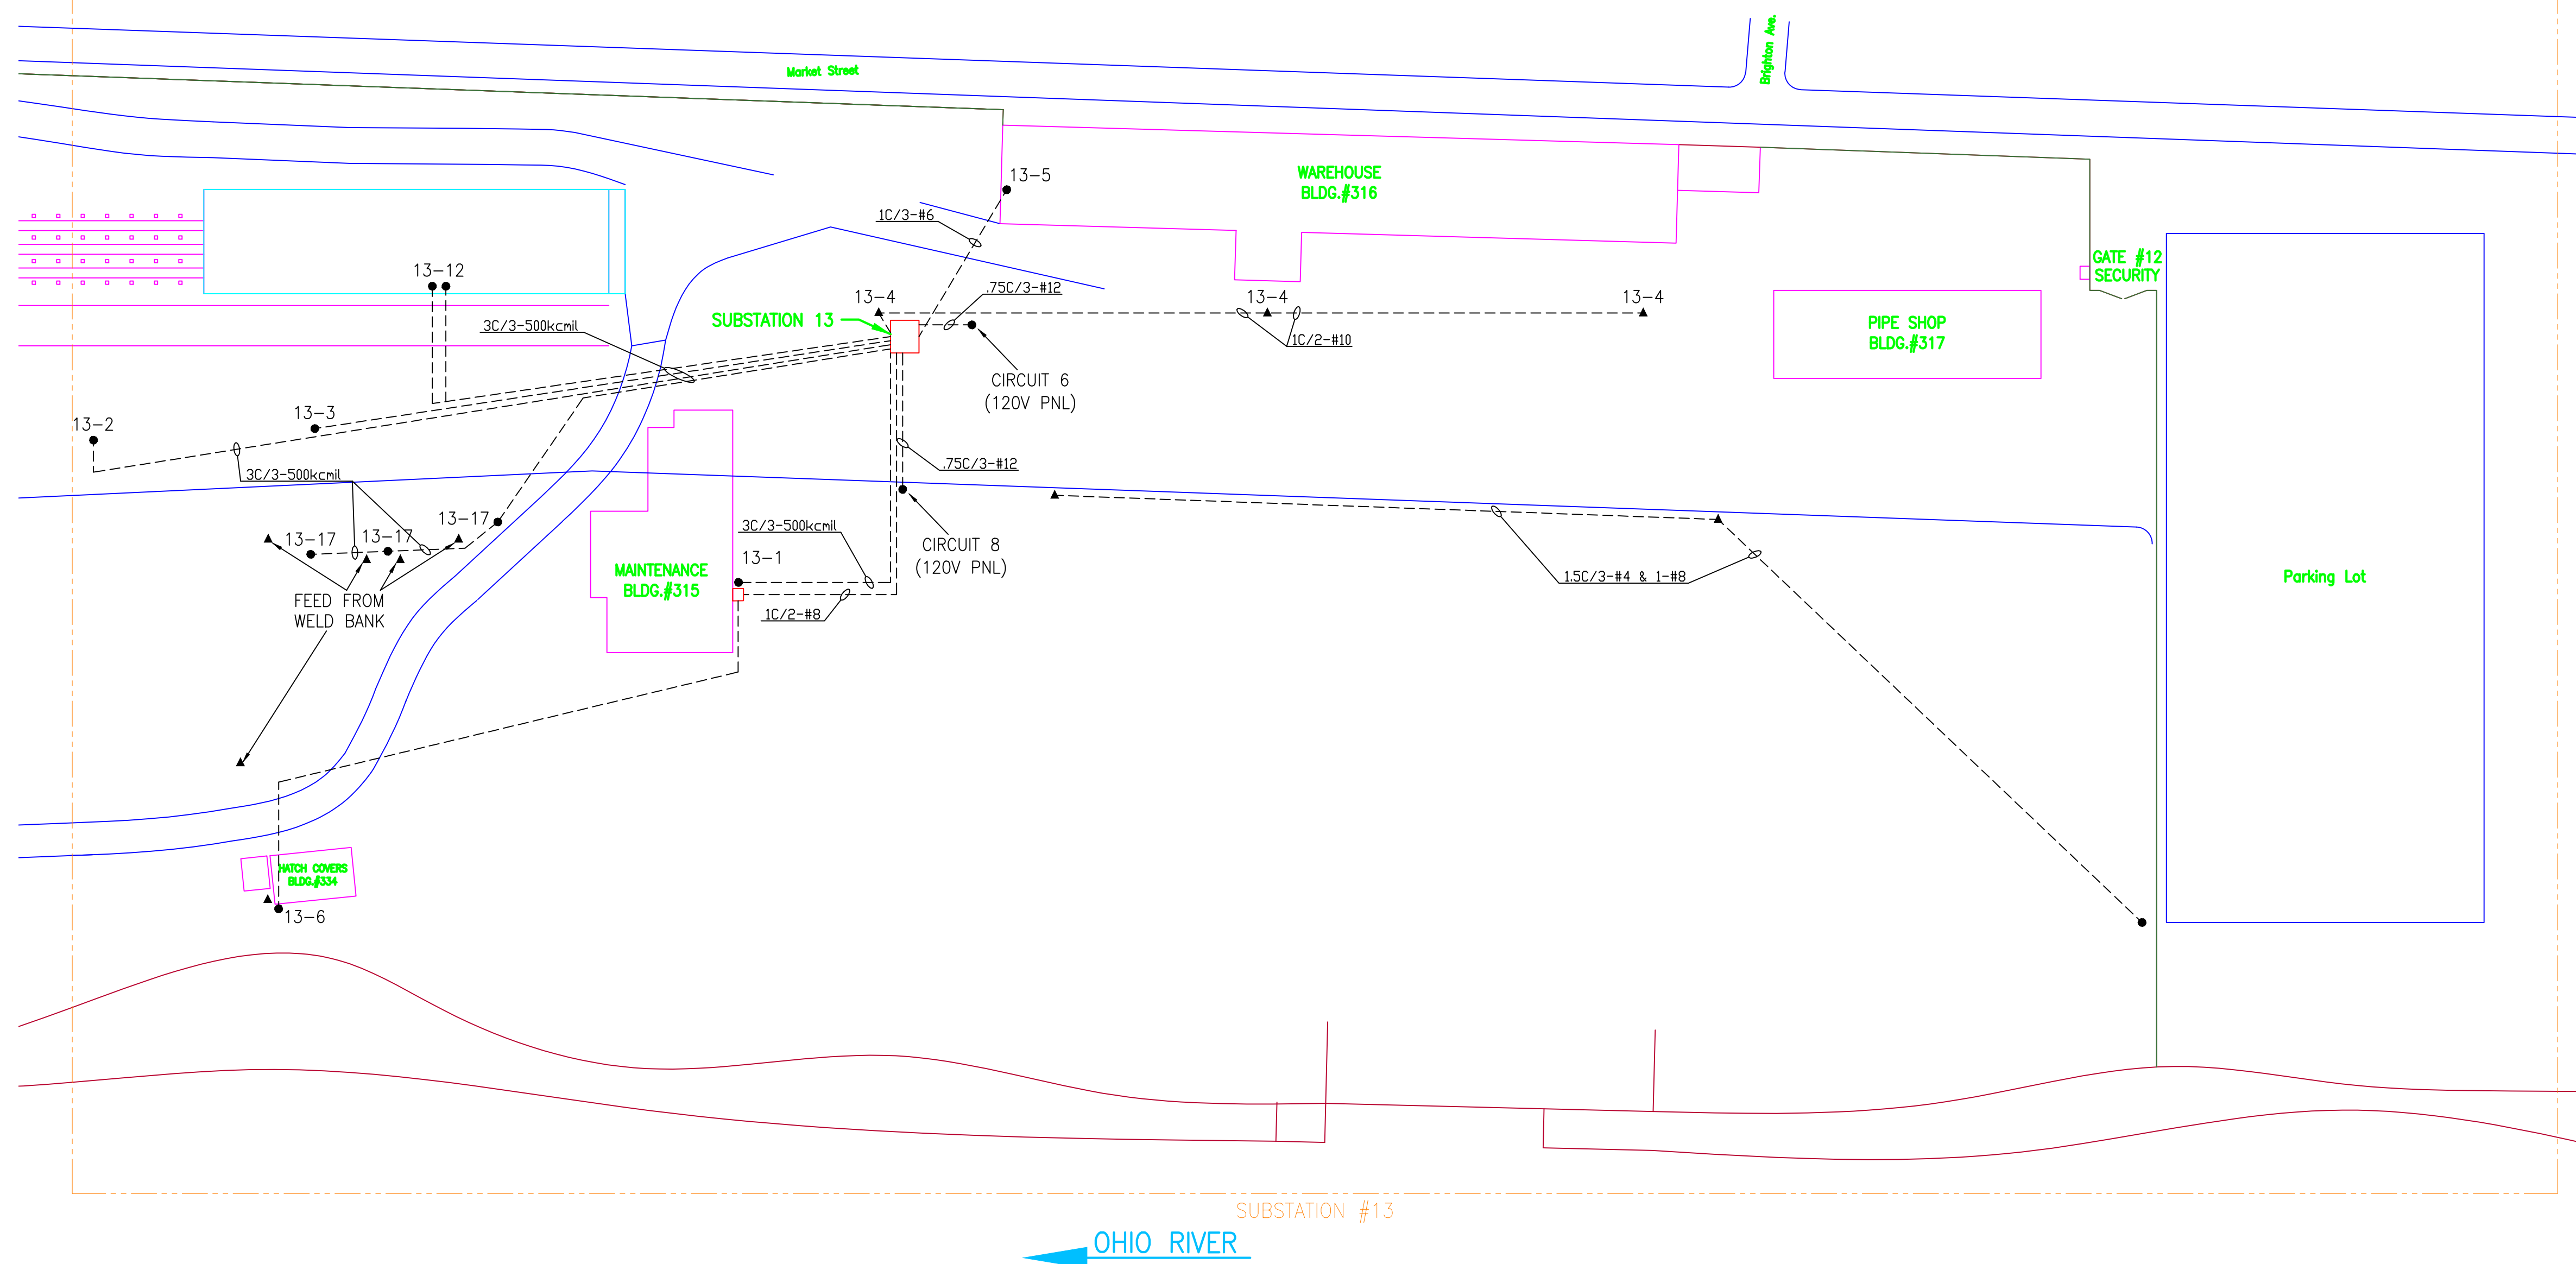 Market Street
Brighton Ave.
13-5
WAREHOUSE
BLDG.#316
1C/3-#6
GATE #12
SECURITY
13-12
.75C/3-#12
13-4
13-4
13-4
3C/3-500kcmil
SUBSTATION 13
1C/2-#10
PIPE SHOP
BLDG.#317
CIRCUIT 6
(120V PNL)
13-3
13-2
3C/3-500kcmil
.75C/3-#12
13-17
13-17
13-17
3C/3-500kcmil
CIRCUIT 8
(120V PNL)
13-1
MAINTENANCE
BLDG.#315
1.5C/3-#4 & 1-#8
Parking Lot
FEED FROM
WELD BANK
1C/2-#8
HATCH COVERS
BLDG.#334
13-6
SUBSTATION #13
OHIO RIVER